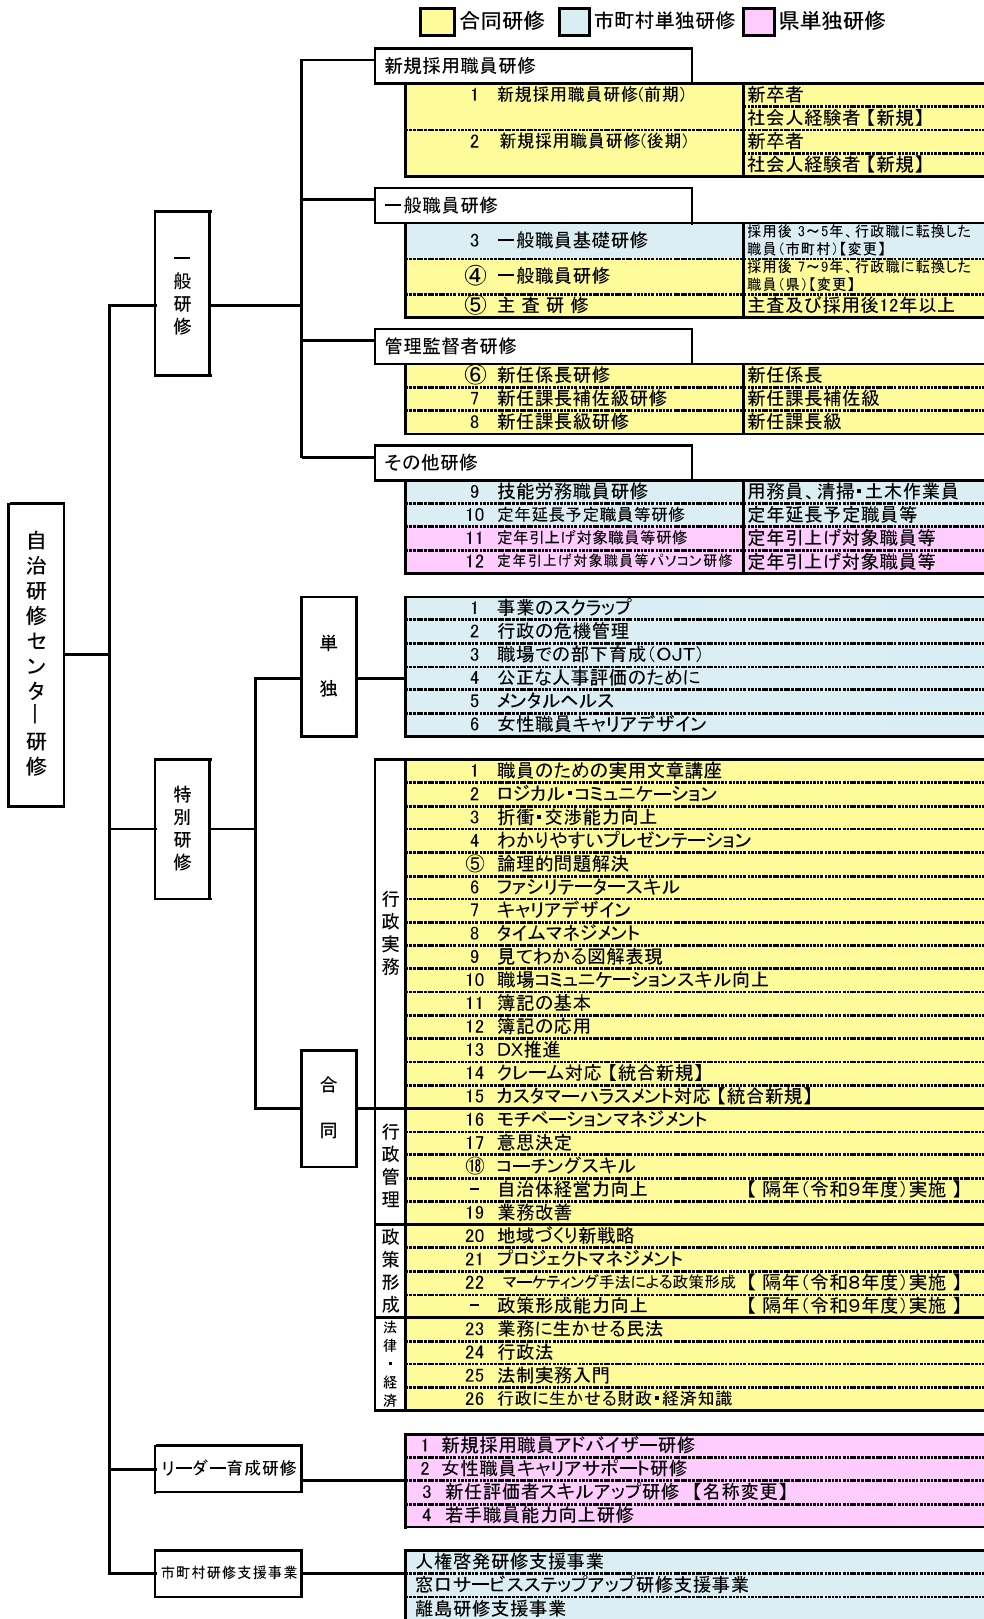 合同研修 市町村単独研修 県単独研修
新規採用職員研修
1 新規採用職員研修(前期) 新卒者
社会人経験者【新規】
2 新規採用職員研修(後期) 新卒者
社会人経験者【新規】
一般職員研修
3 一般職員基礎研修 採用後 3～5年、行政職に転換した
職員(市町村)【変更】
④ 一般職員研修 採用後 7～9年、行政職に転換した
職員(県)【変更】
⑤ 主 査 研 修 主査及び採用後12年以上
管理監督者研修
⑥ 新任係長研修 新任係長
7 新任課長補佐級研修 新任課長補佐級
8 新任課長級研修 新任課長級
その他研修
9 技能労務職員研修 用務員、清掃・土木作業員
10 定年延長予定職員等研修 定年延長予定職員等
11 定年引上げ対象職員等研修 定年引上げ対象職員等
12 定年引上げ対象職員等パソコン研修 定年引上げ対象職員等
一般研修
自治研修センター研修
単独
1 事業のスクラップ
2 行政の危機管理
3 職場での部下育成(OJT)
4 公正な人事評価のために
5 メンタルヘルス
6 女性職員キャリアデザイン
特別研修
合同
行政実務
1 職員のための実用文章講座
2 ロジカル・コミュニケーション
3 折衝・交渉能力向上
4 わかりやすいプレゼンテーション
⑤ 論理的問題解決
6 ファシリテータースキル
7 キャリアデザイン
8 タイムマネジメント
9 見てわかる図解表現
10 職場コミュニケーションスキル向上
11 簿記の基本
12 簿記の応用
13 DX推進
14 クレーム対応【統合新規】
15 カスタマーハラスメント対応【統合新規】
行政管理
16 モチベーションマネジメント
17 意思決定
⑱ コーチングスキル
－ 自治体経営力向上 【 隔年(令和9年度)実施 】
19 業務改善
政策形成
20 地域づくり新戦略
21 プロジェクトマネジメント
22 マーケティング手法による政策形成 【 隔年(令和8年度)実施 】
－ 政策形成能力向上 【 隔年(令和9年度)実施 】
法律・経済
23 業務に生かせる民法
24 行政法
25 法制実務入門
26 行政に生かせる財政・経済知識
リーダー育成研修
1 新規採用職員アドバイザー研修
2 女性職員キャリアサポート研修
3 新任評価者スキルアップ研修 【名称変更】
4 若手職員能力向上研修
市町村研修支援事業
人権啓発研修支援事業
窓口サービスステップアップ研修支援事業
離島研修支援事業